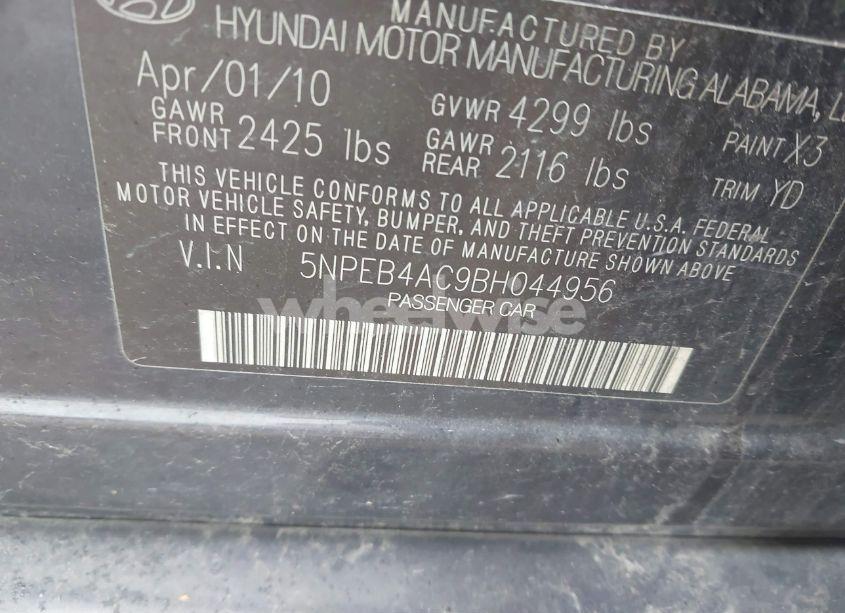 MANUFACTURED BY
HYUNDAI MOTOR MANUFACTURING ALABAMA,
Apr/01/10 GVWR 4299 lbs PAINT X3
GAWR FRONT 2425 lbs GAWR REAR 2116 lbs TRIM YD
THIS VEHICLE CONFORMS TO ALL APPLICABLE U.S.A. FEDERAL
MOTOR VEHICLE SAFETY, BUMPER, AND THEFT PREVENTION STANDARDS
IN EFFECT ON THE DATE OF MANUFACTURE SHOWN ABOVE
V.I.N 5NPEB4AC9BH044956
PASSENGER CAR
wheelwise